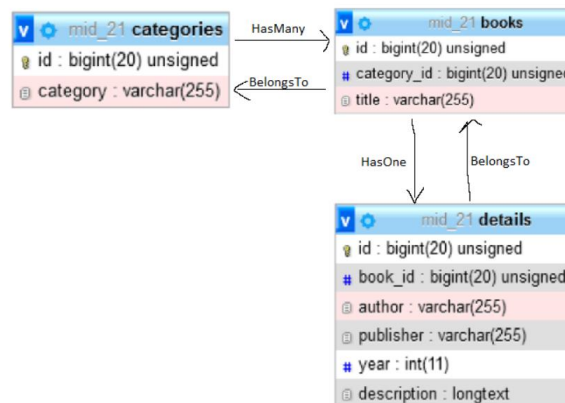 v mid_21 categories
id : bigint(20) unsigned
category : varchar(255)
HasMany
BelongsTo
v mid_21 books
id : bigint(20) unsigned
# category_id : bigint(20) unsigned
title : varchar(255)
HasOne
BelongsTo
v mid_21 details
id : bigint(20) unsigned
# book_id : bigint(20) unsigned
author : varchar(255)
publisher : varchar(255)
# year : int(11)
description : longtext